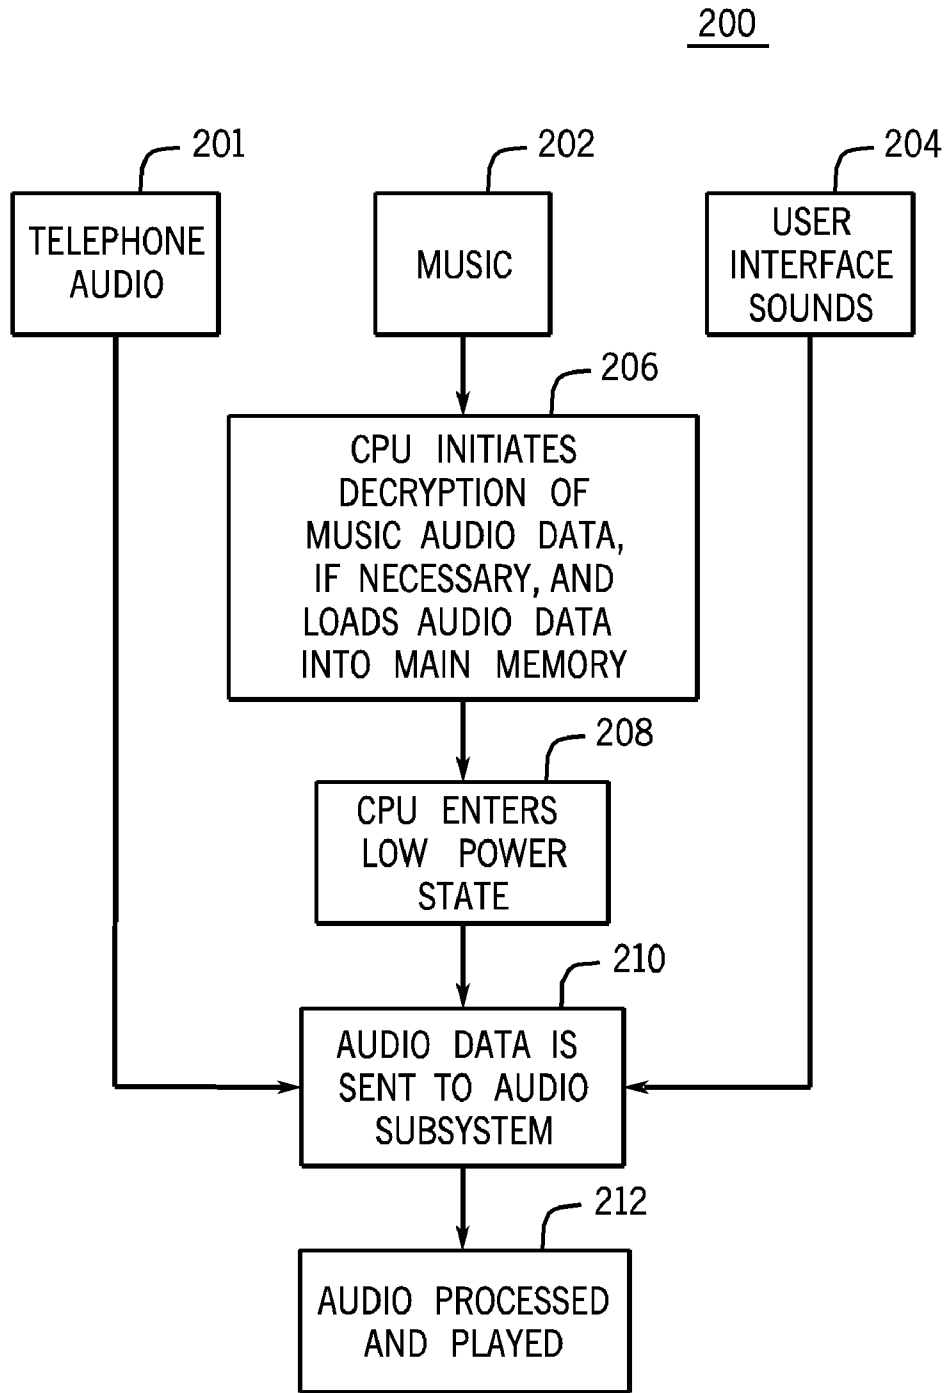 200
201
202
204
TELEPHONE
AUDIO
MUSIC
USER
INTERFACE
SOUNDS
206
CPU INITIATES
DECRYPTION OF
MUSIC AUDIO DATA,
IF NECESSARY, AND
LOADS AUDIO DATA
INTO MAIN MEMORY
208
CPU ENTERS
LOW POWER
STATE
210
AUDIO DATA IS
SENT TO AUDIO
SUBSYSTEM
212
AUDIO PROCESSED
AND PLAYED